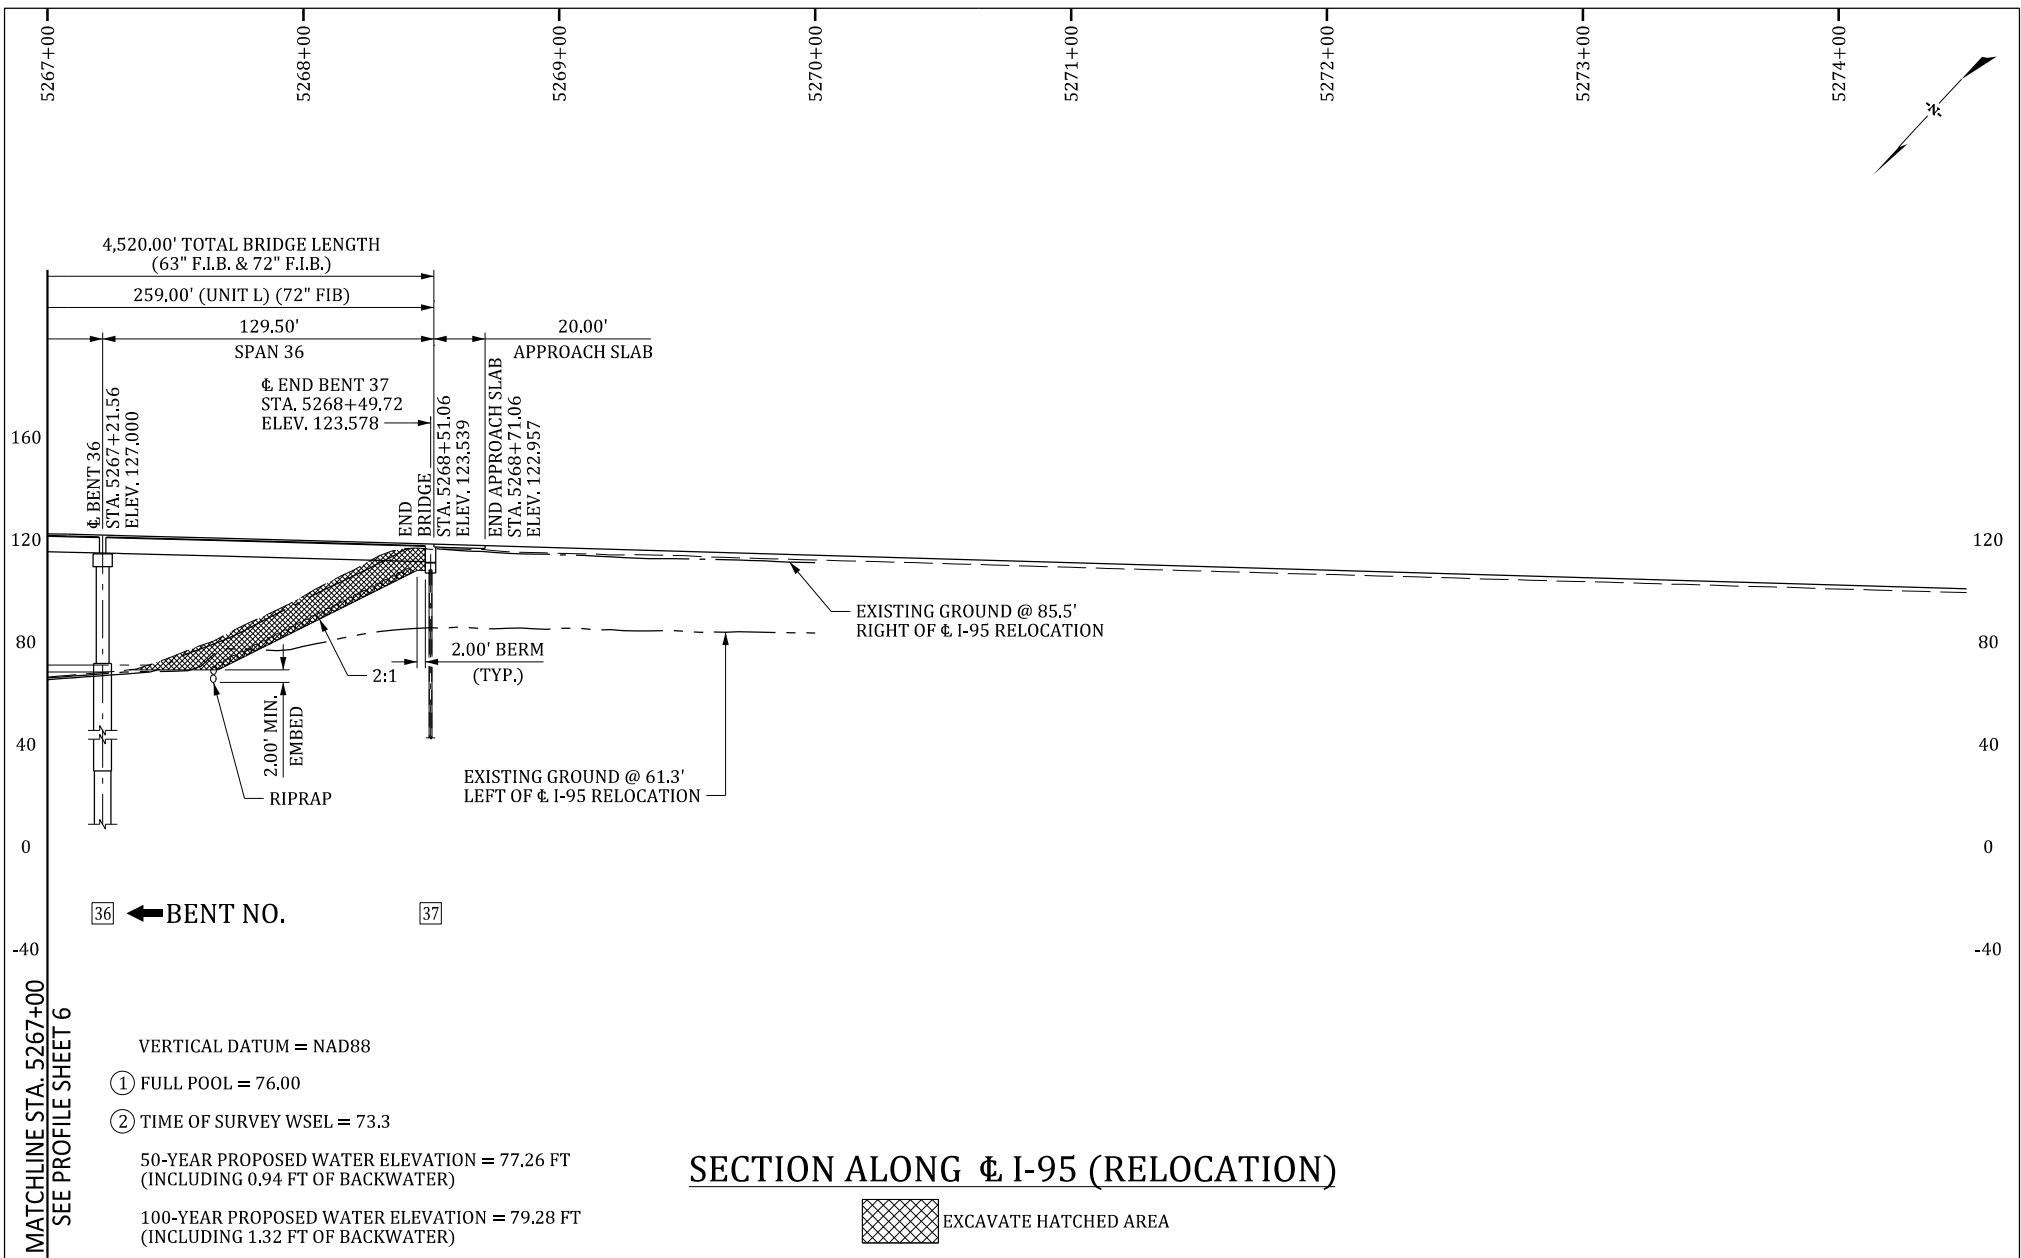 5267+00
5268+00
5269+00
5270+00
5271+00
5272+00
5273+00
5274+00
-N-
4,520.00' TOTAL BRIDGE LENGTH
(63" F.I.B. & 72" F.I.B.)
259.00' (UNIT L) (72" FIB)
129.50'
SPAN 36
20.00'
APPROACH SLAB
℄ END BENT 37
STA. 5268+49.72
ELEV. 123.578
℄ BENT 36
STA. 5267+21.56
ELEV. 127.000
END
BRIDGE
STA. 5268+51.06
ELEV. 123.539
END APPROACH SLAB
STA. 5268+71.06
ELEV. 122.957
160
120
80
40
0
-40
120
80
40
0
-40
EXISTING GROUND @ 85.5'
RIGHT OF ℄ I-95 RELOCATION
2.00' BERM
(TYP.)
2:1
2.00' MIN.
EMBED
RIPRAP
EXISTING GROUND @ 61.3'
LEFT OF ℄ I-95 RELOCATION
36
BENT NO.
37
MATCHLINE STA. 5267+00
SEE PROFILE SHEET 6
VERTICAL DATUM = NAD88
1 FULL POOL = 76.00
2 TIME OF SURVEY WSEL = 73.3
50-YEAR PROPOSED WATER ELEVATION = 77.26 FT
(INCLUDING 0.94 FT OF BACKWATER)
100-YEAR PROPOSED WATER ELEVATION = 79.28 FT
(INCLUDING 1.32 FT OF BACKWATER)
SECTION ALONG ℄ I-95 (RELOCATION)
EXCAVATE HATCHED AREA